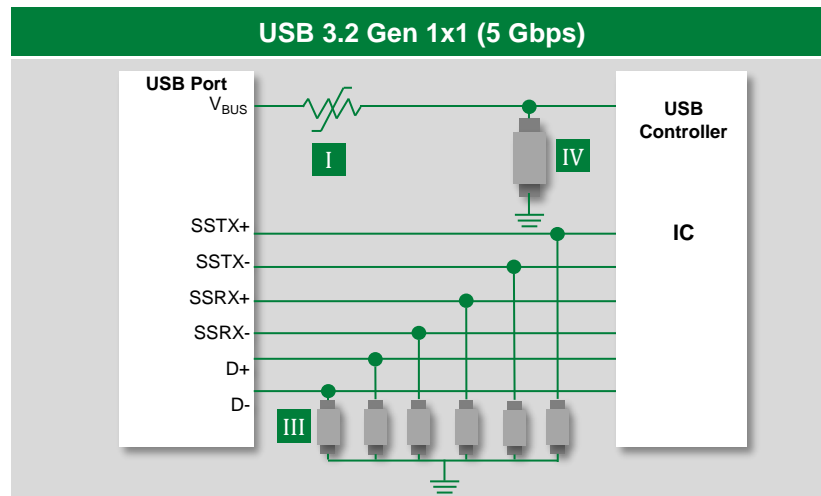 USB 3.2 Gen 1x1 (5 Gbps)
USB Port
VBUS
I
IV
USB
Controller
IC
SSTX+
SSTX-
SSRX+
SSRX-
D+
D-
III